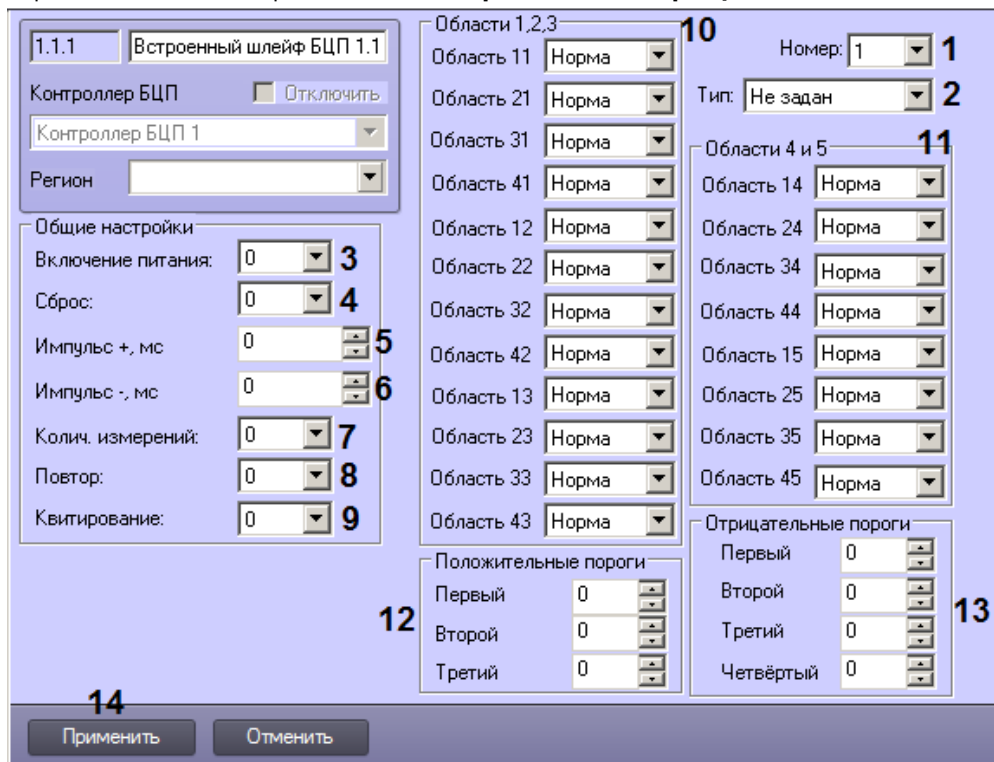 1.1.1 Встроенный шлейф БЦП 1.1
Контроллер БЦП Отключить
Контроллер БЦП 1
Регион
Общие настройки
Включение питания: 0 3
Сброс: 0 4
Импульс +, мс 0 5
Импульс -, мс 0 6
Колич. измерений: 0 7
Повтор: 0 8
Квитирование: 0 9
Области 1,2,3 10
Область 11 Норма
Область 21 Норма
Область 31 Норма
Область 41 Норма
Область 12 Норма
Область 22 Норма
Область 32 Норма
Область 42 Норма
Область 13 Норма
Область 23 Норма
Область 33 Норма
Область 43 Норма
Положительные пороги
12
Первый 0
Второй 0
Третий 0
Номер: 1 1
Тип: Не задан 2
Области 4 и 5 11
Область 14 Норма
Область 24 Норма
Область 34 Норма
Область 44 Норма
Область 15 Норма
Область 25 Норма
Область 35 Норма
Область 45 Норма
Отрицательные пороги
Первый 0
Второй 0
13
Третий 0
Четвёртый 0
14
Применить Отменить